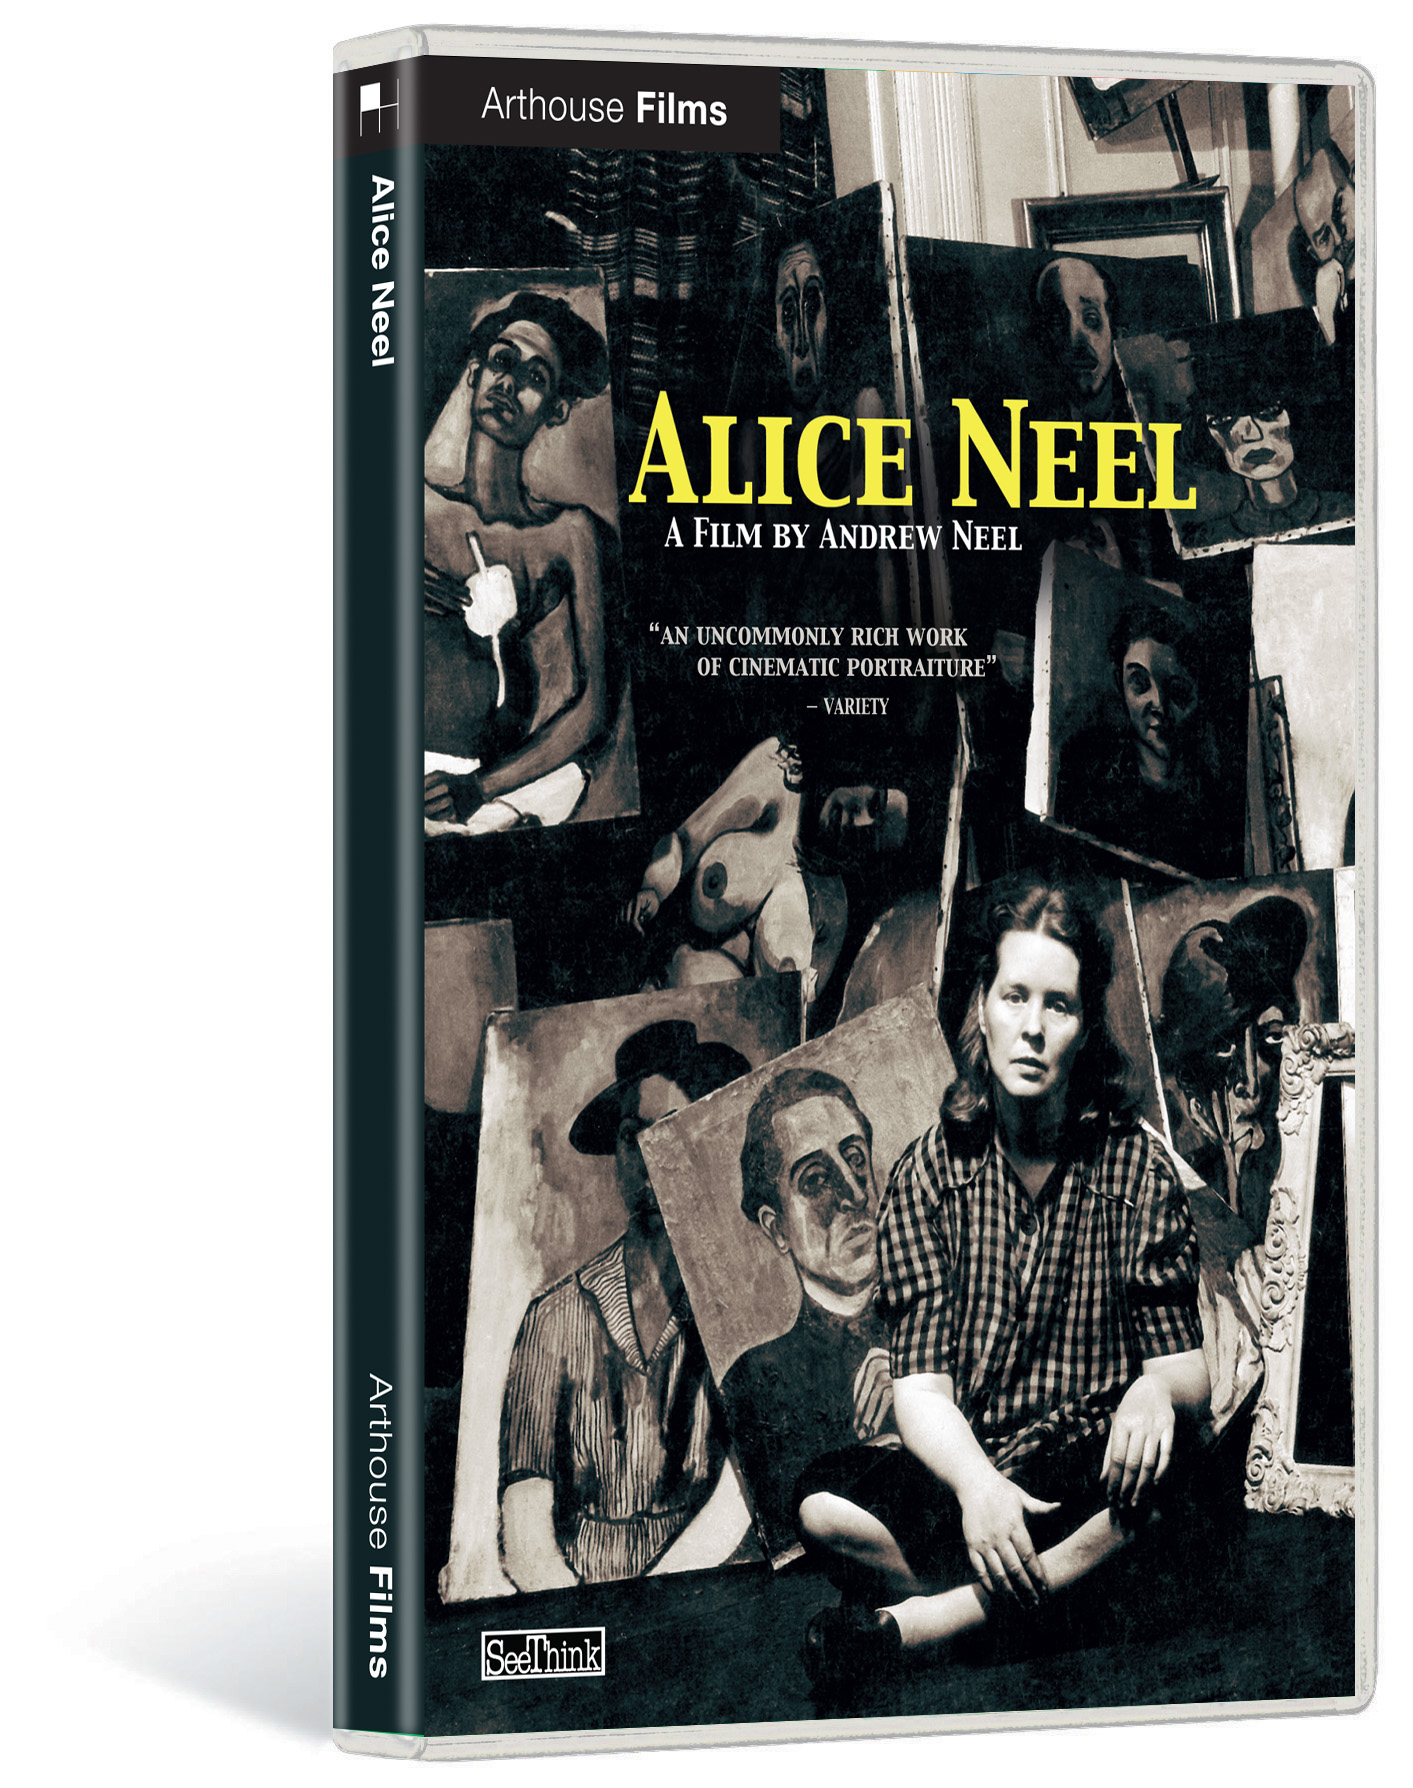 Arthouse Films
Alice Neel
Arthouse Films
ALICE NEEL
A FILM BY ANDREW NEEL
“AN UNCOMMONLY RICH WORK
OF CINEMATIC PORTRAITURE”
– VARIETY
SeeThink